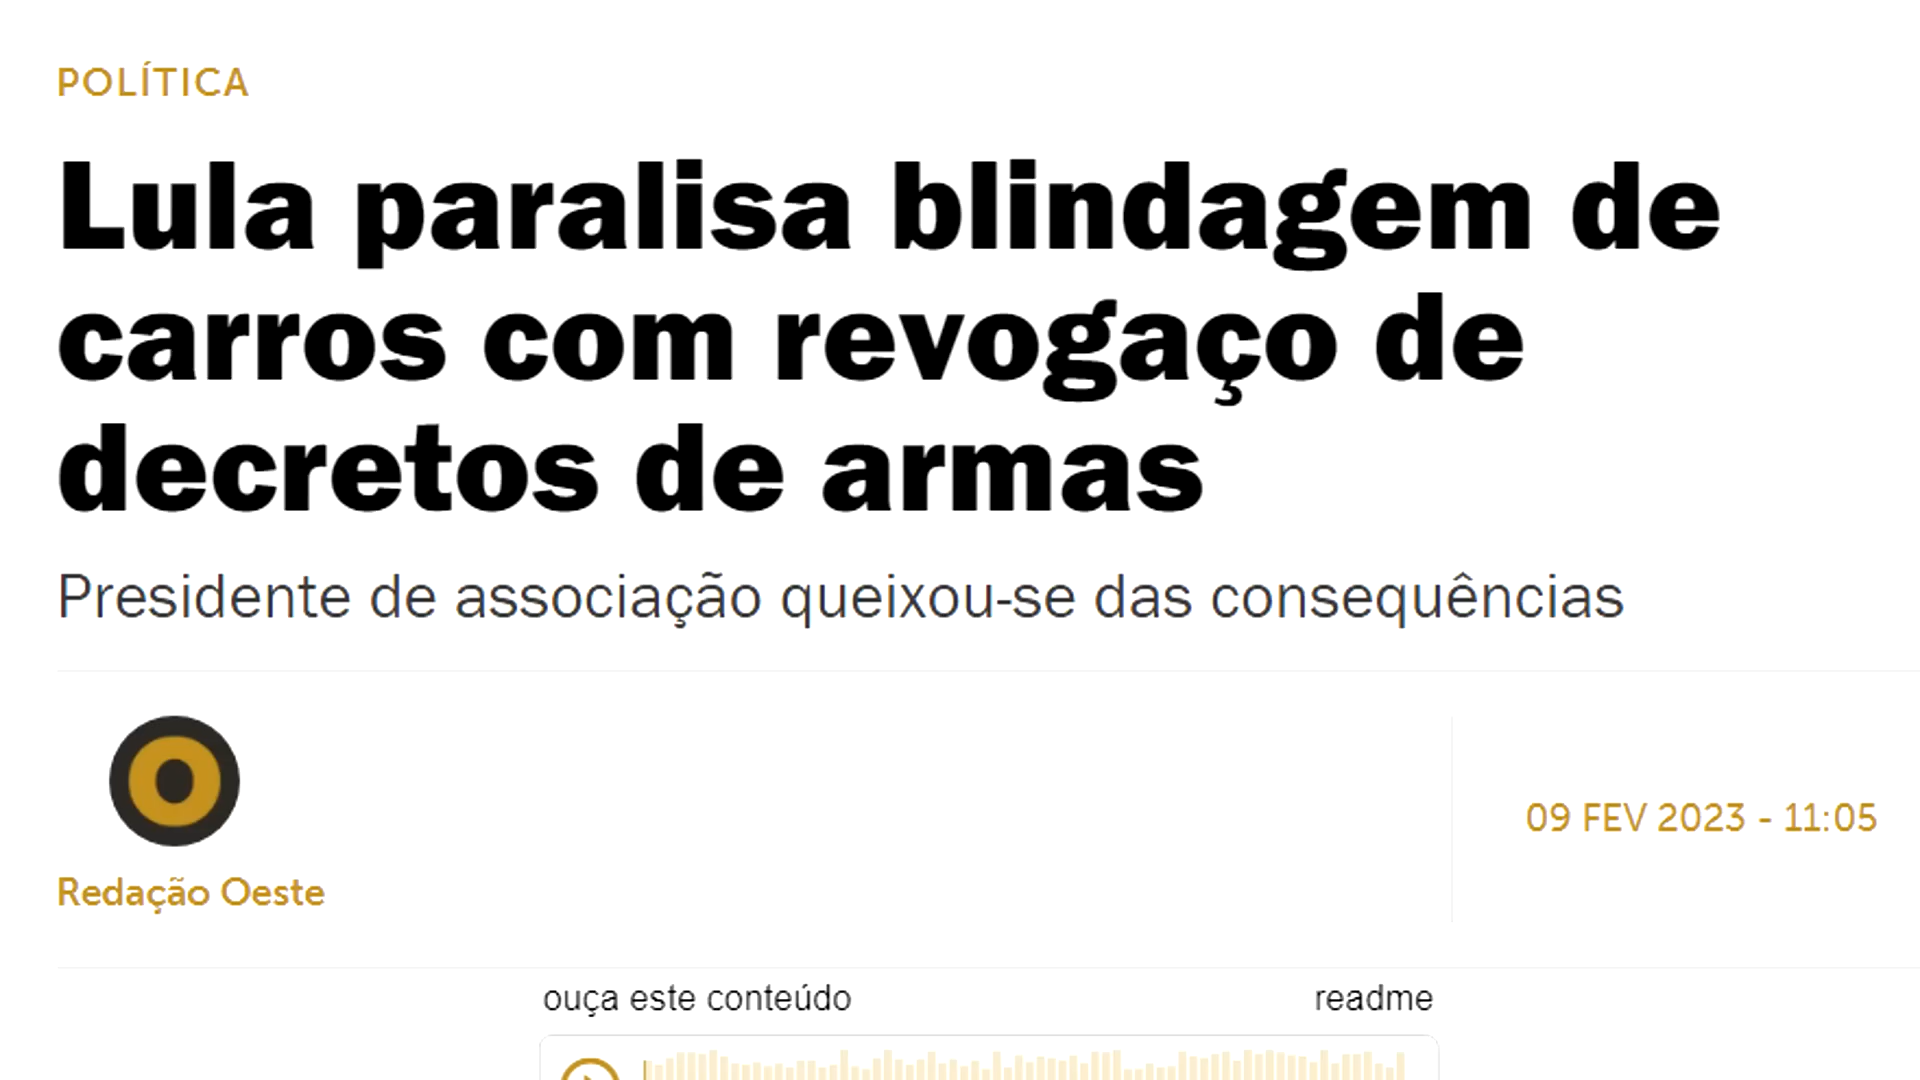 POLÍTICA
Lula paralisa blindagem de
carros com revogaço de
decretos de armas
Presidente de associação queixou-se das consequências
O
Redação Oeste
09 FEV 2023 - 11:05
ouça este conteúdo
readme